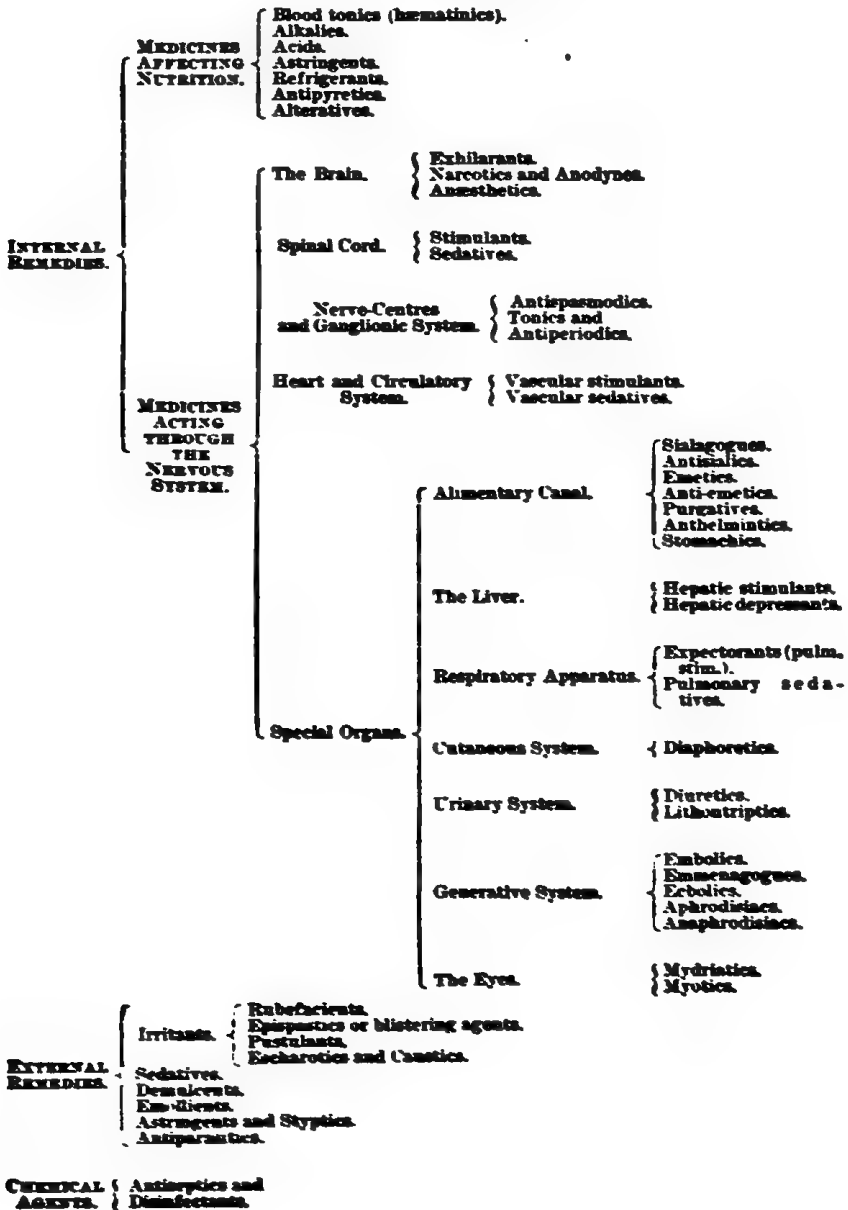 Blood tonics (hæmatinics).
Alkalies.
Acids.
Astringents.
Refrigerants.
Antipyretics.
Alteratives.
MEDICINES
AFFECTING
NUTRITION.
INTERNAL
REMEDIES.
MEDICINES
ACTING
THROUGH
THE
NERVOUS
SYSTEM.
The Brain.
Exhilarants.
Narcotics and Anodynes.
Anæsthetics.
Spinal Cord.
Stimulants.
Sedatives.
Nerve-Centres
and Ganglionic System.
Antispasmodics.
Tonics and
Antiperiodics.
Heart and Circulatory
System.
Vascular stimulants.
Vascular sedatives.
Special Organs.
Alimentary Canal.
Sialagogues.
Antisialics.
Emetics.
Anti-emetics.
Purgatives.
Anthelmintics.
Stomachics.
The Liver.
Hepatic stimulants.
Hepatic depressants.
Respiratory Apparatus.
Expectorants (pulm.
stim.).
Pulmonary seda-
tives.
Cutaneous System.
Diaphoretics.
Urinary System.
Diuretics.
Lithontriptics.
Generative System.
Embolics.
Emmenagogues.
Ecbolics.
Aphrodisiacs.
Anaphrodisiacs.
The Eyes.
Mydriatics.
Myotics.
EXTERNAL
REMEDIES.
Irritants.
Rubefacients.
Epispastics or blistering agents.
Pustulants.
Escharotics and Caustics.
Sedatives.
Demulcents.
Emollients.
Astringents and Styptics.
Antiparasitics.
CHEMICAL
AGENTS.
Antiseptics and
Disinfectants.